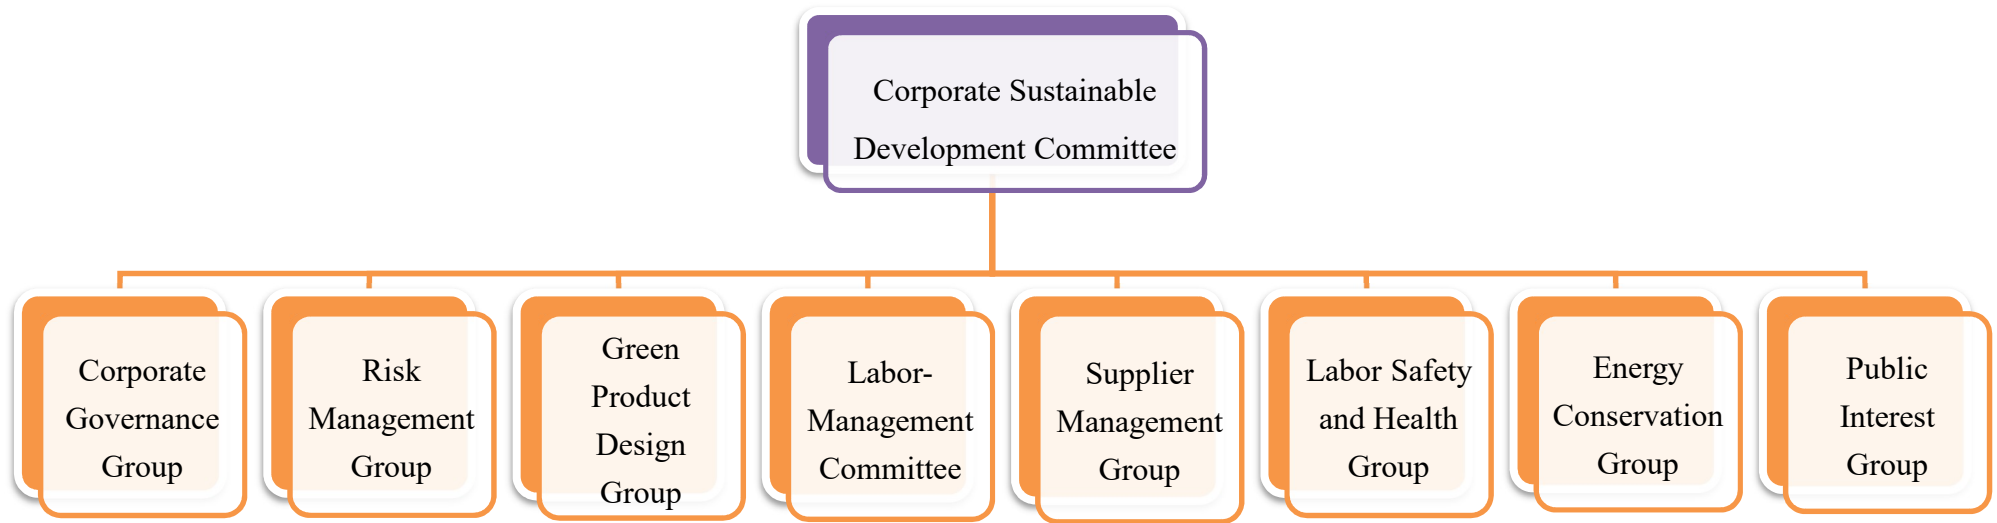 Corporate Sustainable
Development Committee
Corporate
Governance
Group
Risk
Management
Group
Green
Product
Design
Group
Labor-
Management
Committee
Supplier
Management
Group
Labor Safety
and Health
Group
Energy
Conservation
Group
Public
Interest
Group